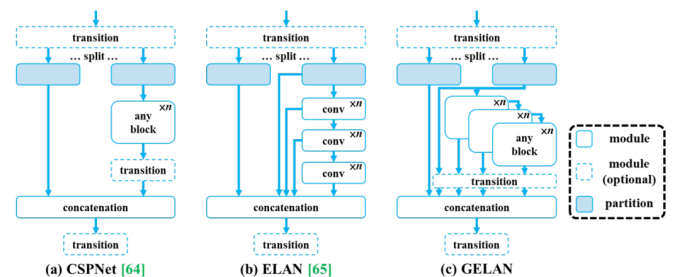 transition
... split ...
×n
any
block
transition
concatenation
transition
(a) CSPNet [64]
transition
... split ...
conv ×n
conv ×n
conv ×n
concatenation
transition
(b) ELAN [65]
transition
... split ...
×n
×n
×n
any
block
transition
concatenation
transition
(c) GELAN
module
module
(optional)
partition